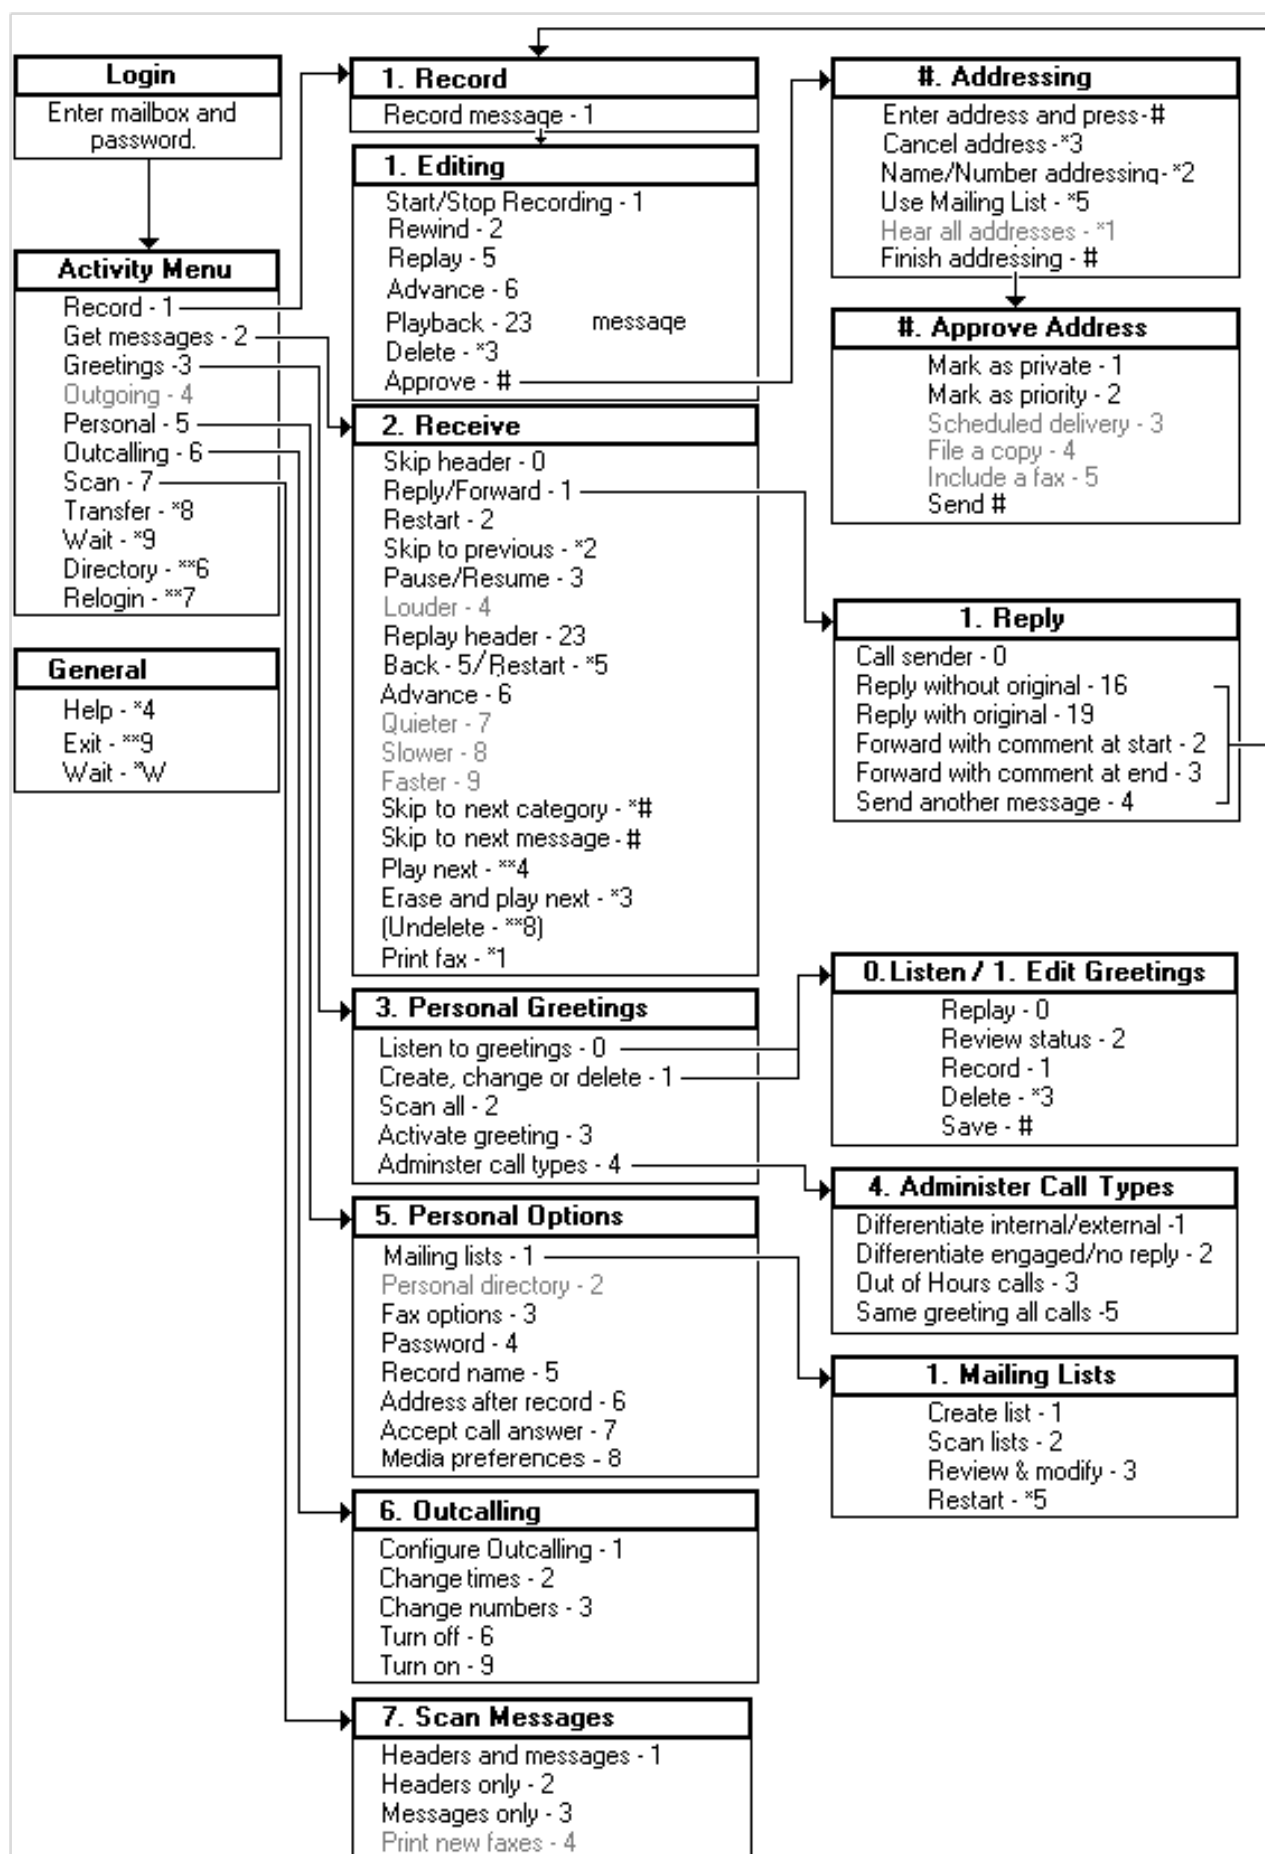 Login
Enter mailbox and
password.
Activity Menu
Record - 1
Get messages - 2
Greetings -3
Outgoing - 4
Personal - 5
Outcalling - 6
Scan - 7
Transfer - *8
Wait - *9
Directory - **6
Relogin - **7
General
Help - *4
Exit - **9
Wait - *W
1. Record
Record message - 1
1. Editing
Start/Stop Recording - 1
Rewind - 2
Replay - 5
Advance - 6
Playback - 23 message
Delete - *3
Approve - #
2. Receive
Skip header - 0
Reply/Forward - 1
Restart - 2
Skip to previous - *2
Pause/Resume - 3
Louder - 4
Replay header - 23
Back - 5/Restart - *5
Advance - 6
Quieter - 7
Slower - 8
Faster - 9
Skip to next category - *#
Skip to next message - #
Play next - **4
Erase and play next - *3
(Undelete - **8)
Print fax - *1
3. Personal Greetings
Listen to greetings - 0
Create, change or delete - 1
Scan all - 2
Activate greeting - 3
Adminster call types - 4
5. Personal Options
Mailing lists - 1
Personal directory - 2
Fax options - 3
Password - 4
Record name - 5
Address after record - 6
Accept call answer - 7
Media preferences - 8
6. Outcalling
Configure Outcalling - 1
Change times - 2
Change numbers - 3
Turn off - 6
Turn on - 9
7. Scan Messages
Headers and messages - 1
Headers only - 2
Messages only - 3
Print new faxes - 4
#. Addressing
Enter address and press-#
Cancel address -*3
Name/Number addressing- *2
Use Mailing List - *5
Hear all addresses - *1
Finish addressing - #
#. Approve Address
Mark as private - 1
Mark as priority - 2
Scheduled delivery - 3
File a copy - 4
Include a fax - 5
Send #
1. Reply
Call sender - 0
Reply without original - 16
Reply with original - 19
Forward with comment at start - 2
Forward with comment at end - 3
Send another message - 4
0.Listen / 1. Edit Greetings
Replay - 0
Review status - 2
Record - 1
Delete - *3
Save - #
4. Administer Call Types
Differentiate internal/external -1
Differentiate engaged/no reply - 2
Out of Hours calls - 3
Same greeting all calls -5
1. Mailing Lists
Create list - 1
Scan lists - 2
Review & modify - 3
Restart - *5